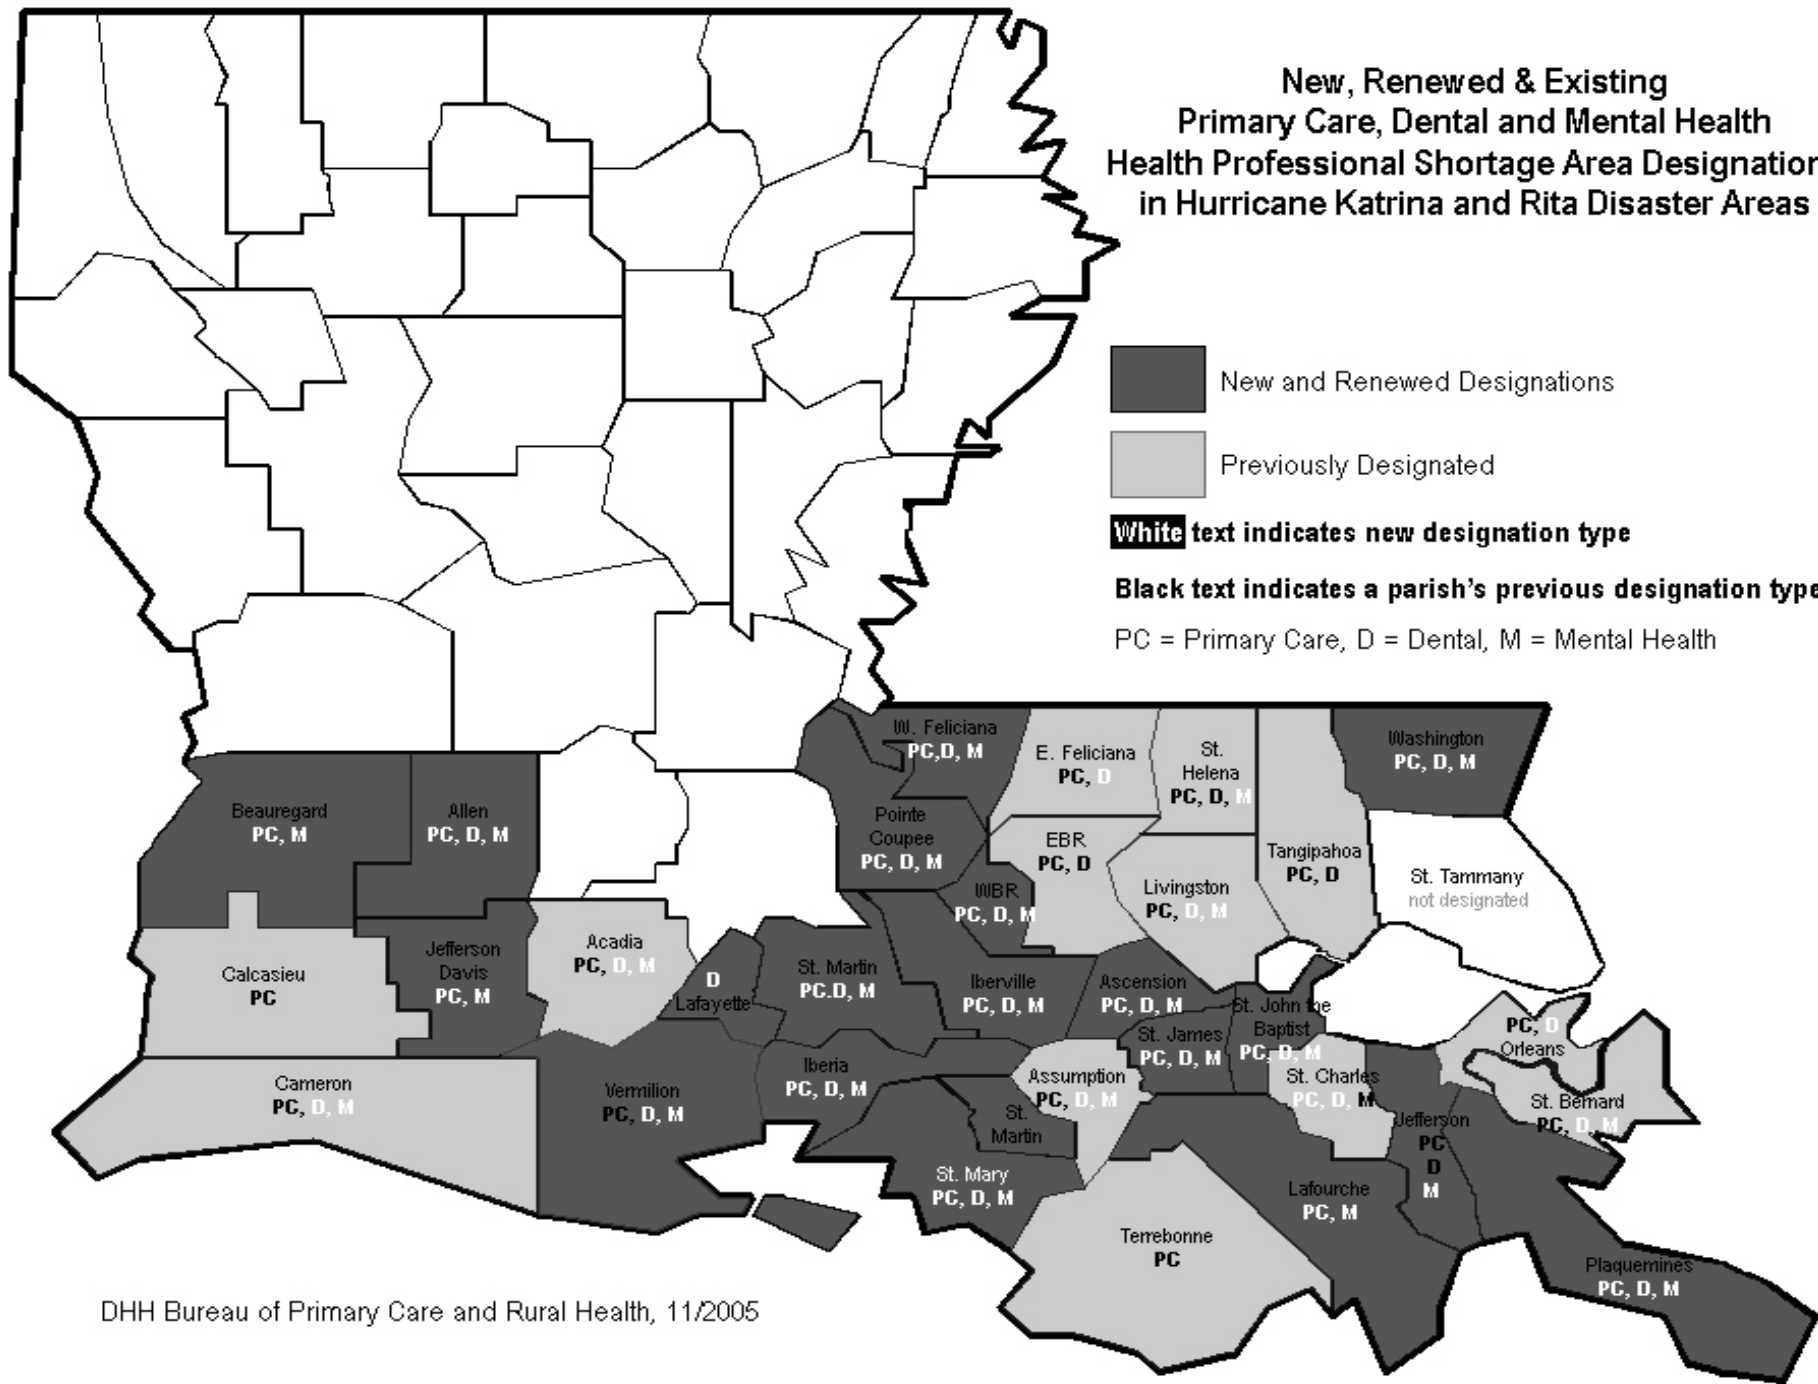 New, Renewed & Existing
Primary Care, Dental and Mental Health
Health Professional Shortage Area Designation
in Hurricane Katrina and Rita Disaster Areas
New and Renewed Designations
Previously Designated
White text indicates new designation type
Black text indicates a parish's previous designation type
PC = Primary Care, D = Dental, M = Mental Health
W. Feliciana
PC,D, M
E. Feliciana
PC, D
St.
Helena
PC, D, M
Washington
PC, D, M
Beauregard
PC, M
Allen
PC, D, M
Pointe
Coupee
PC, D, M
EBR
PC, D
Tangipahoa
PC, D
St. Tammany
not designated
WBR
PC, D, M
Livingston
PC, D, M
Calcasieu
PC
Jefferson
Davis
PC, M
Acadia
PC, D, M
D
Lafayette
St. Martin
PC.D, M
Iberville
PC, D, M
Ascension
PC, D, M
St. John the
Baptist
PC, D, M
St. James
PC, D, M
PC, D
Orleans
Cameron
PC, D, M
Vermilion
PC, D, M
Iberia
PC, D, M
Assumption
PC, D, M
St. Charles
PC, D, M
St. Bernard
PC, D, M
St.
Martin
Jefferson
PC
D
M
St. Mary
PC, D, M
Lafourche
PC, M
Terrebonne
PC
Plaquemines
PC, D, M
DHH Bureau of Primary Care and Rural Health, 11/2005